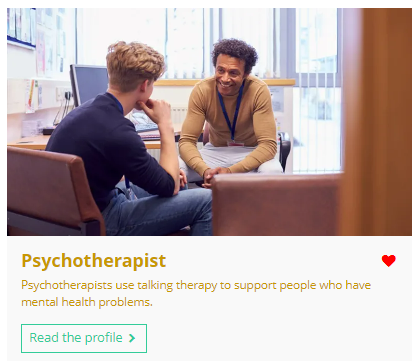 Psychotherapist
Psychotherapists use talking therapy to support people who have
mental health problems.
Read the profile